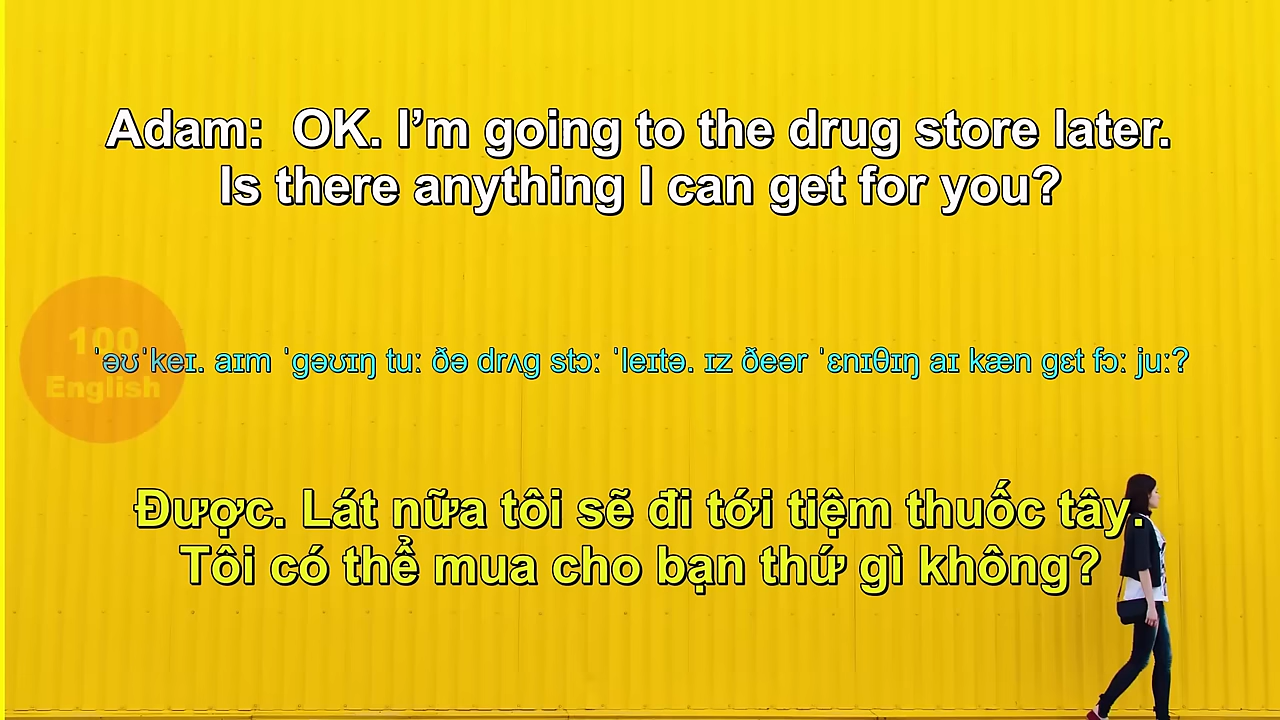 Adam: OK. I’m going to the drug store later.
Is there anything I can get for you?
100
English
ˈəʊˈkeɪ. aɪm ˈgəʊɪŋ tuː ðə drʌg stɔː ˈleɪtə. ɪz ðeər ˈɛnɪθɪŋ aɪ kæn gɛt fɔː juː?
Được. Lát nữa tôi sẽ đi tới tiệm thuốc tây.
Tôi có thể mua cho bạn thứ gì không?